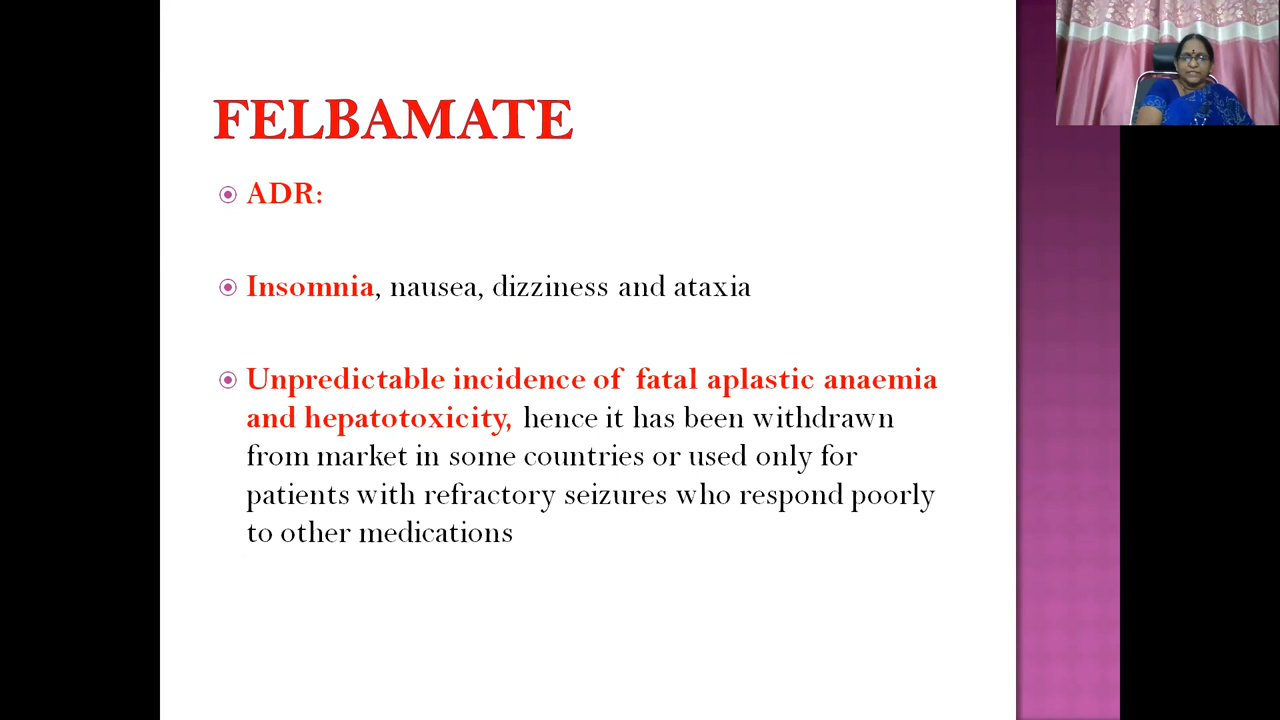 FELBAMATE
ADR:
Insomnia, nausea, dizziness and ataxia
Unpredictable incidence of fatal aplastic anaemia
and hepatotoxicity, hence it has been withdrawn
from market in some countries or used only for
patients with refractory seizures who respond poorly
to other medications